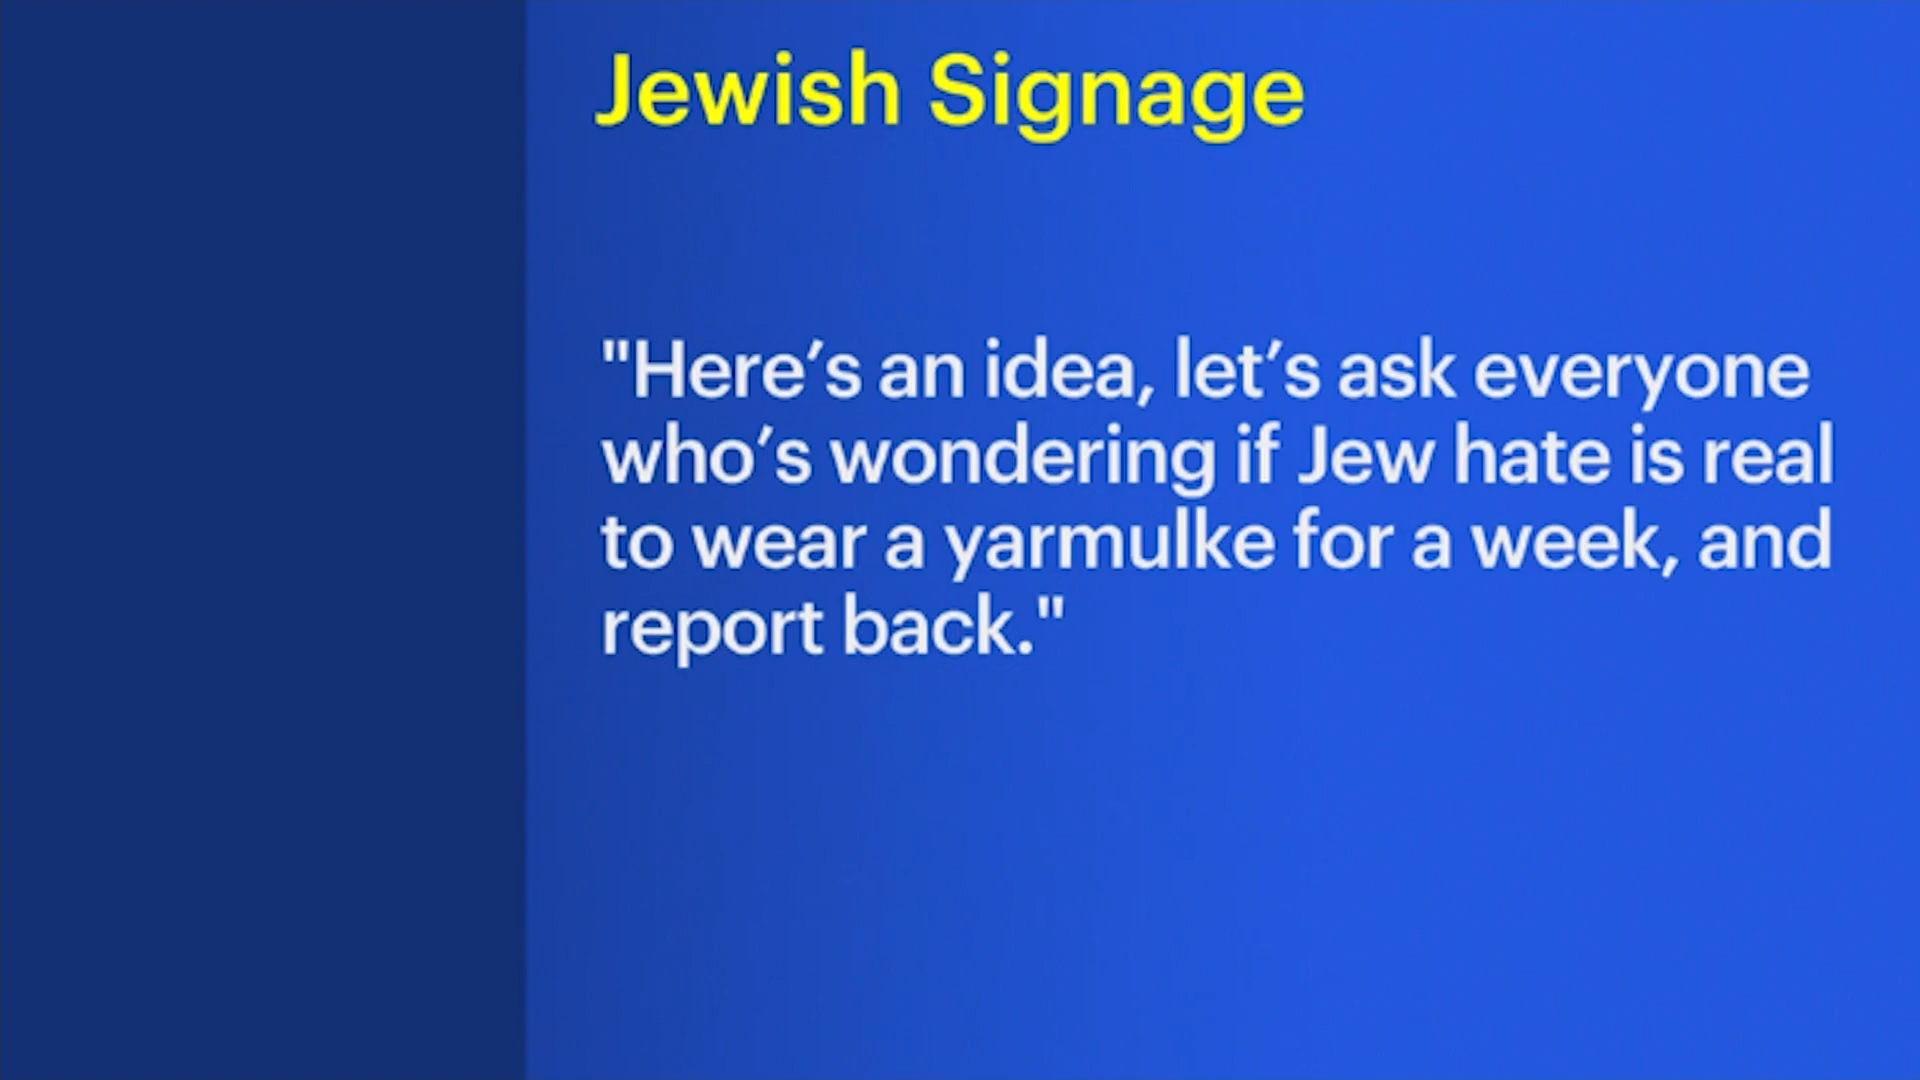 Jewish Signage
"Here’s an idea, let’s ask everyone
who’s wondering if Jew hate is real
to wear a yarmulke for a week, and
report back."